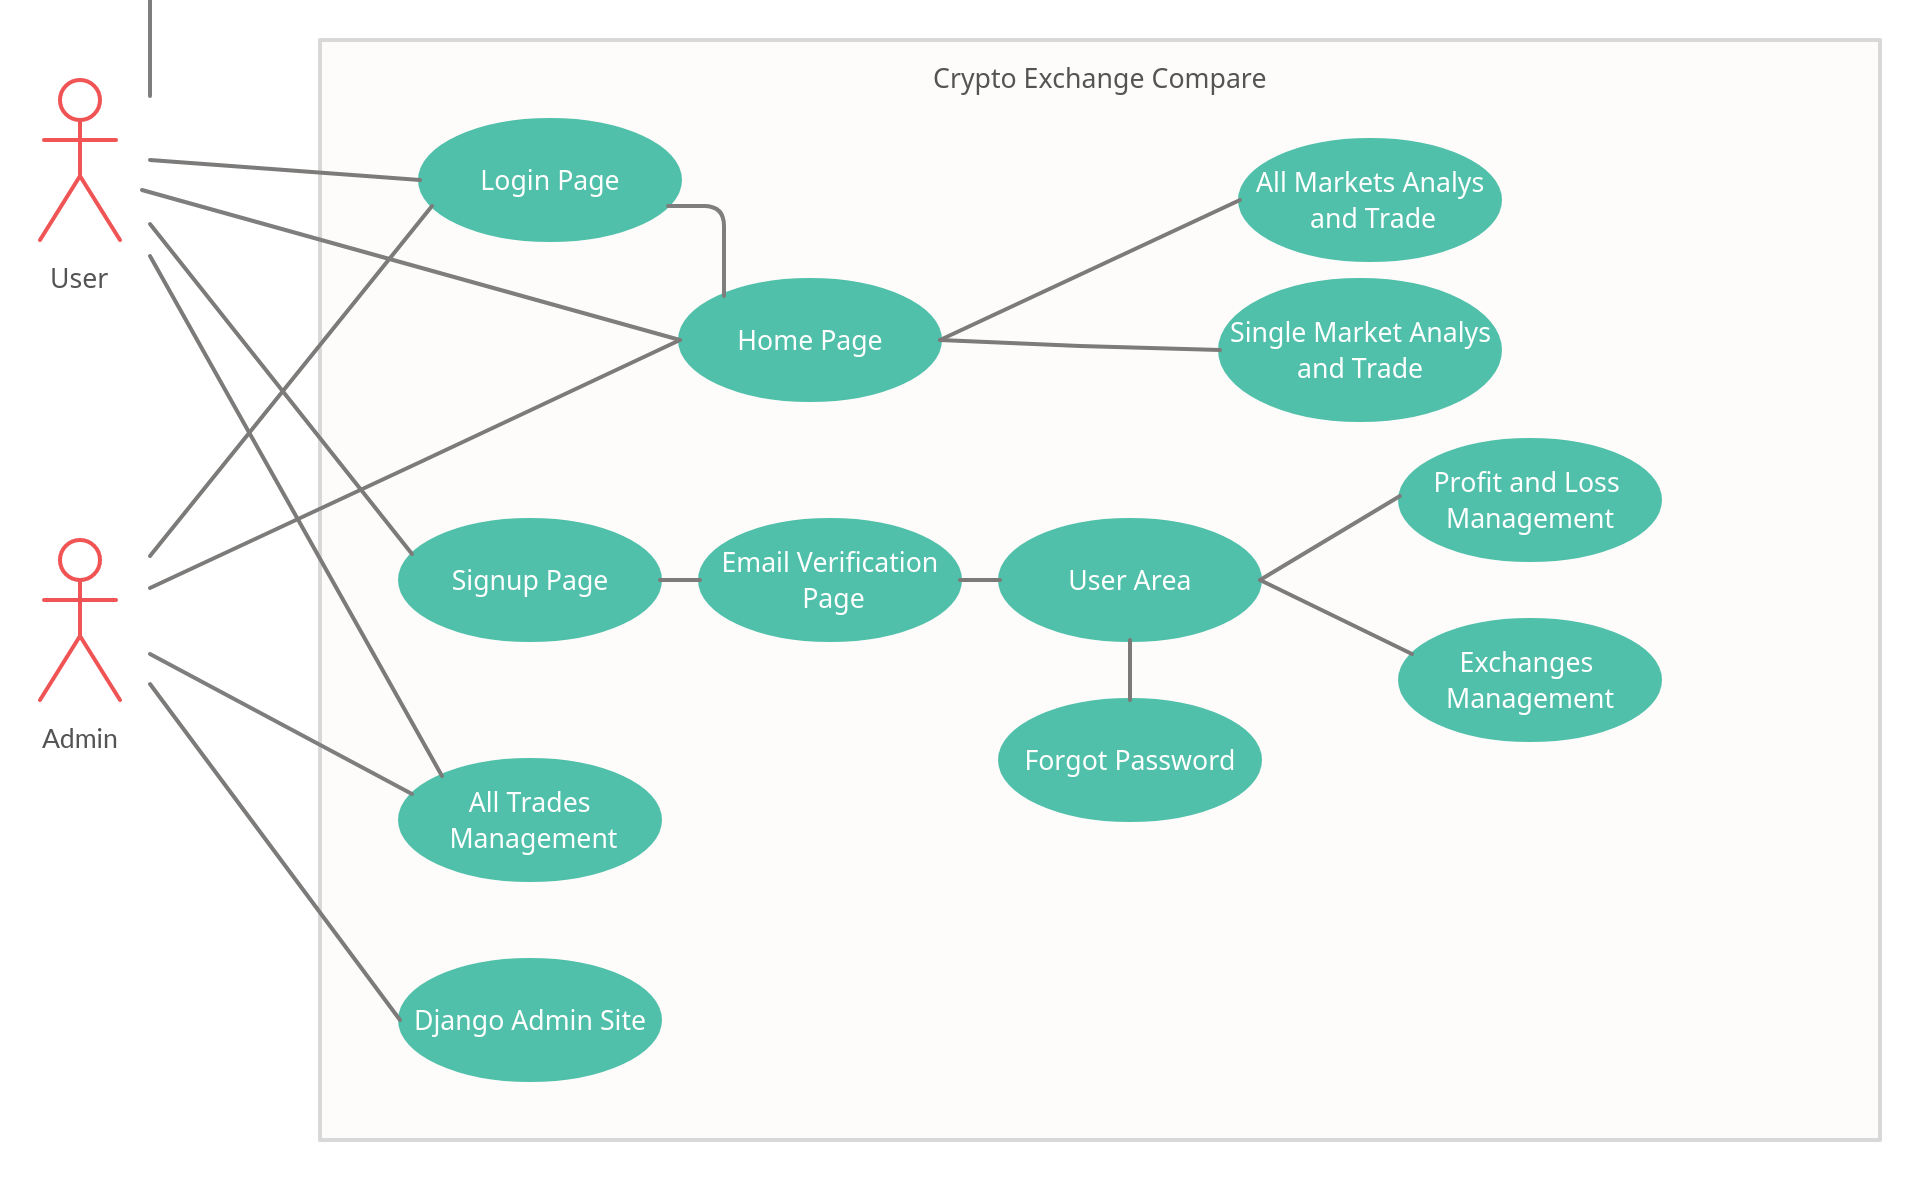 Crypto Exchange Compare
User
Admin
Login Page
Home Page
All Markets Analys
and Trade
Single Market Analys
and Trade
Signup Page
Email Verification
Page
User Area
Profit and Loss
Management
Exchanges
Management
Forgot Password
All Trades
Management
Django Admin Site